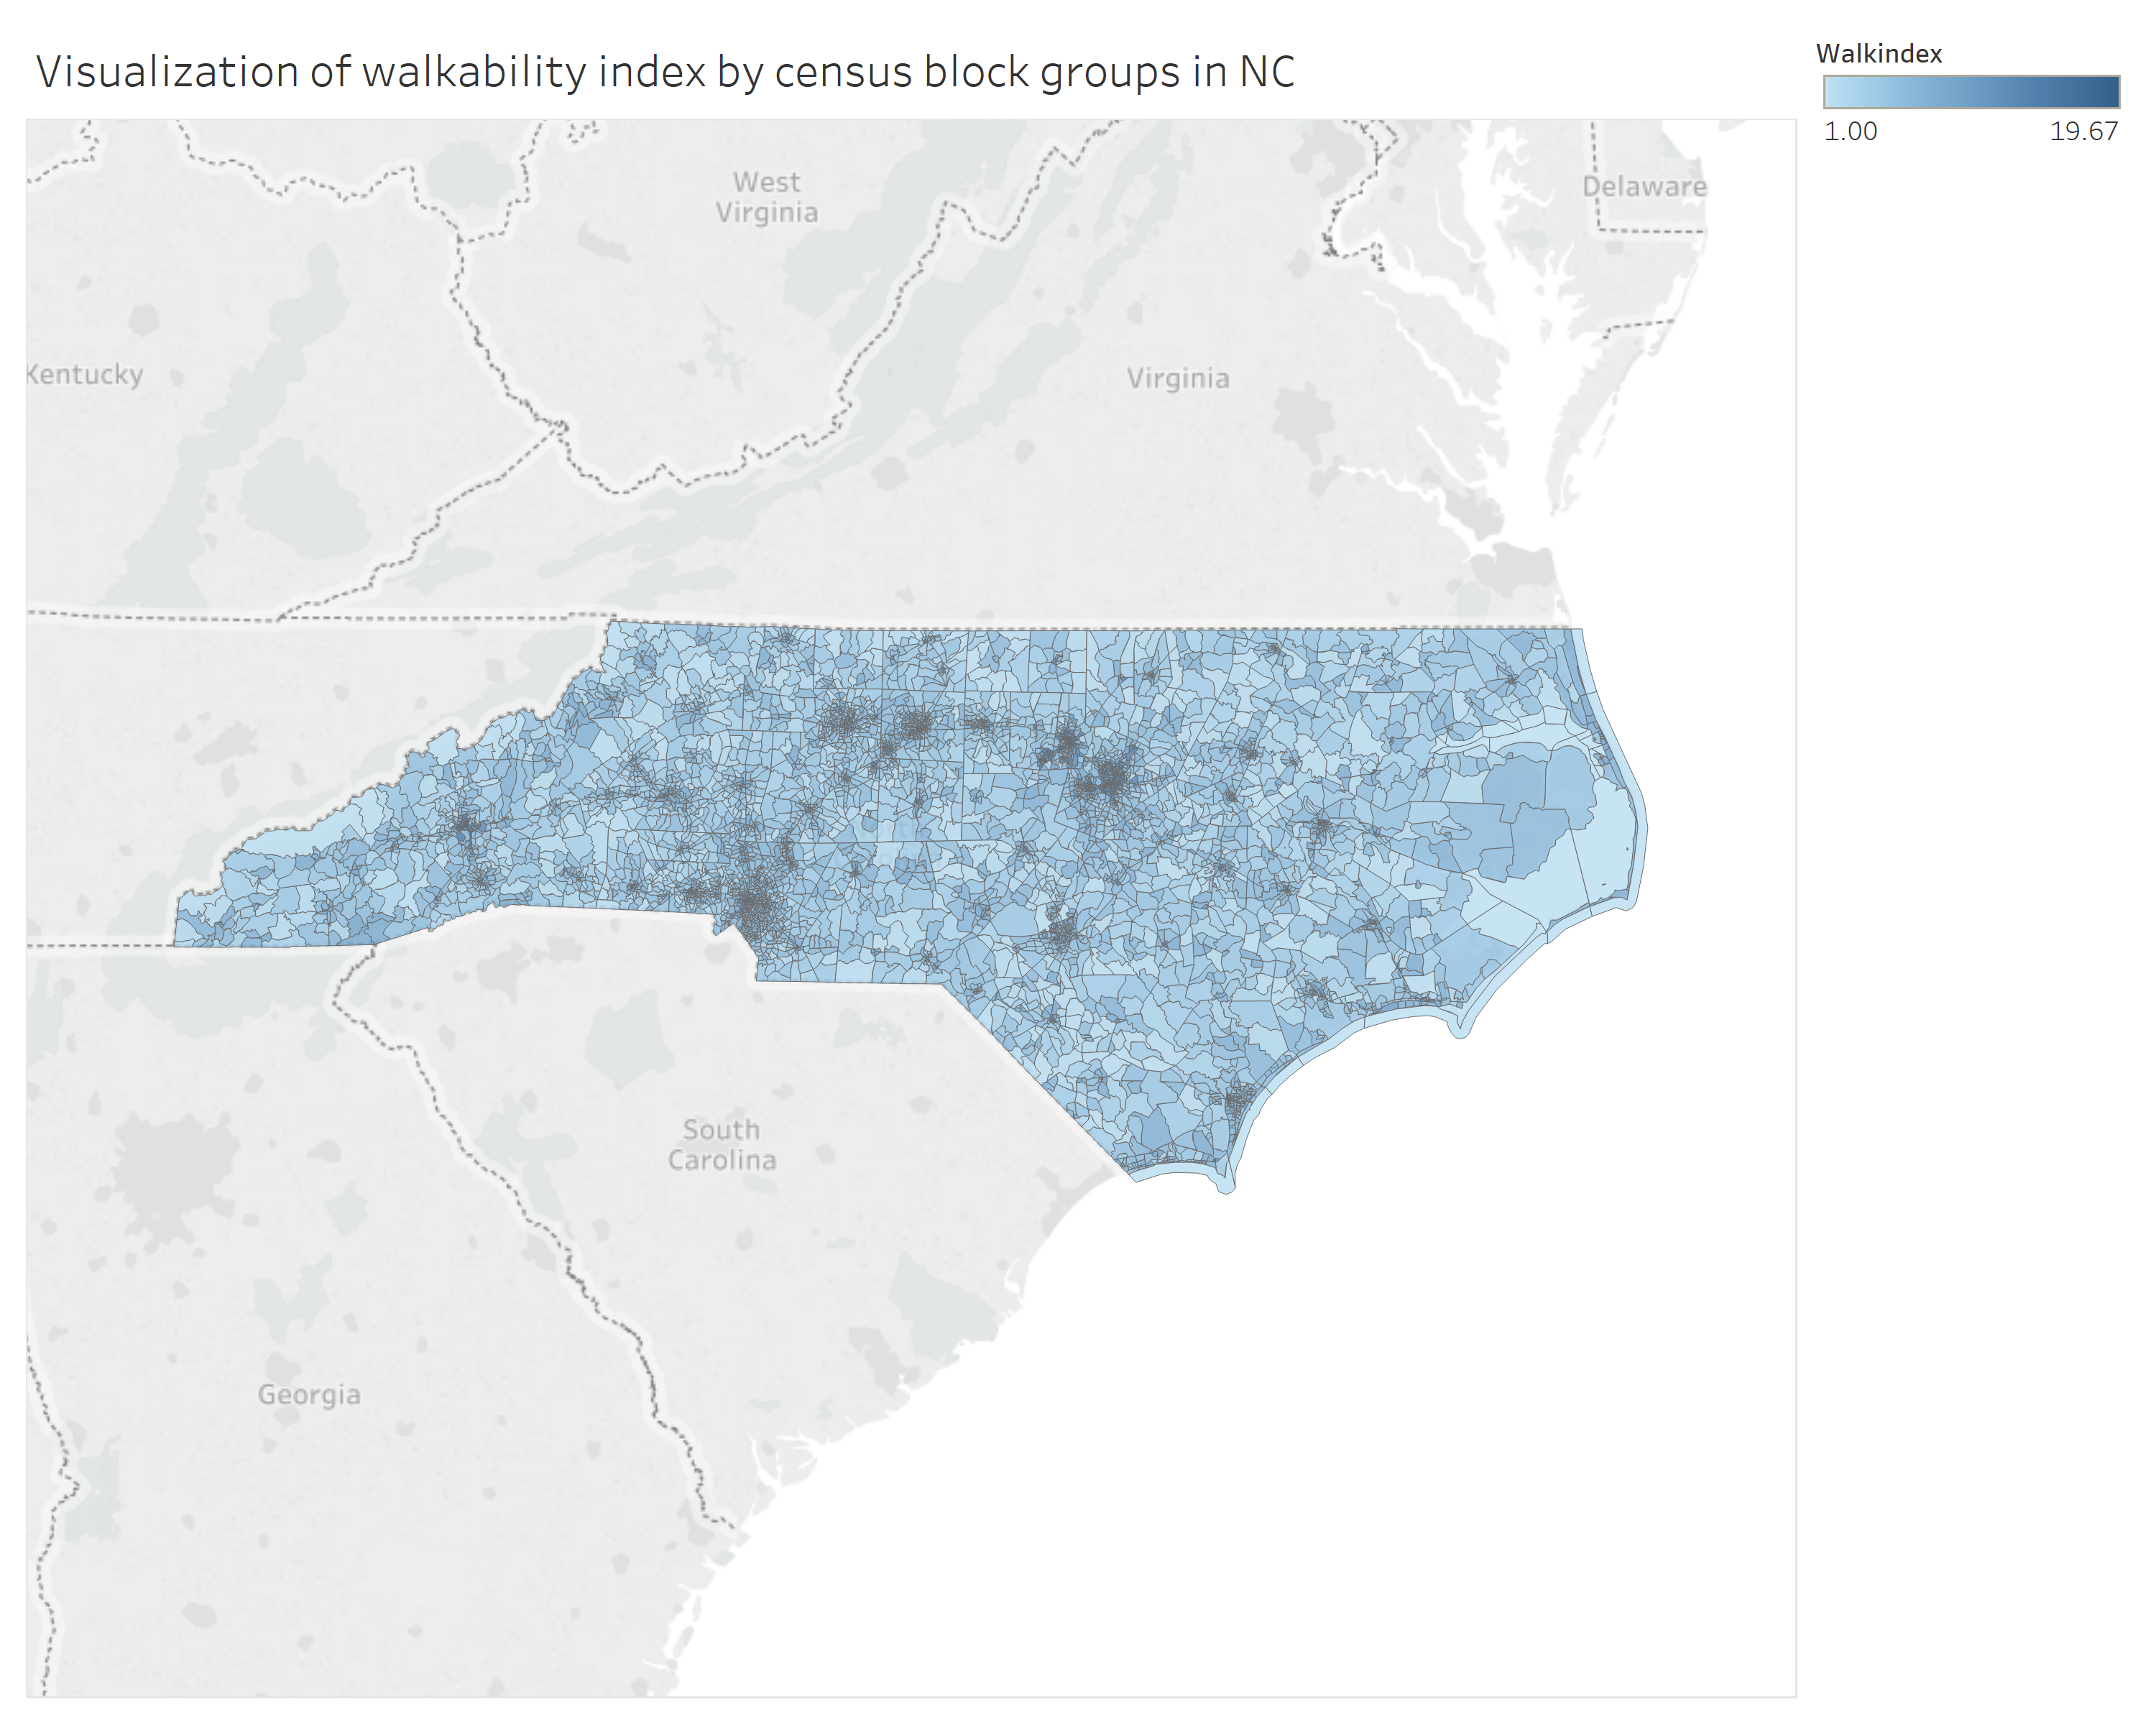 Visualization of walkability index by census block groups in NC
Walkindex
1.00 19.67
West
Virginia
Delaware
Kentucky
Virginia
North
South
Carolina
Georgia